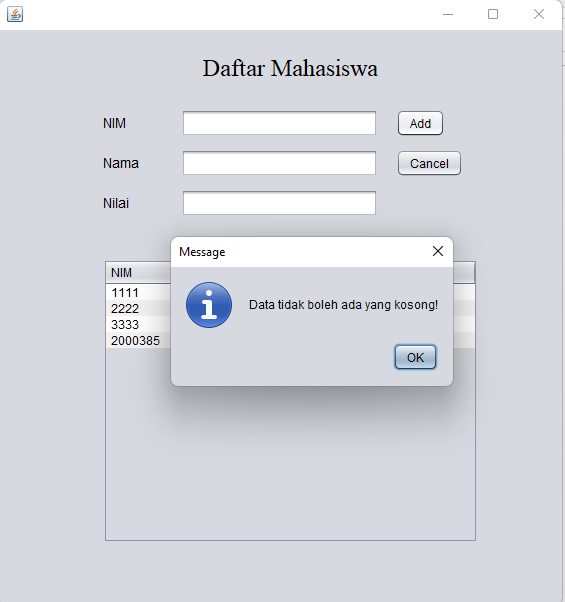 Daftar Mahasiswa
NIM
Add
Nama
Cancel
Nilai
Message
Data tidak boleh ada yang kosong!
OK
NIM
1111
2222
3333
2000385